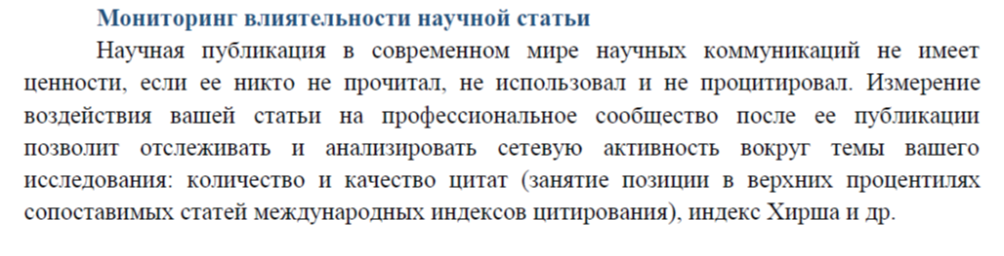 Мониторинг влиятельности научной статьи
Научная публикация в современном мире научных коммуникаций не имеет
ценности, если ее никто не прочитал, не использовал и не процитировал. Измерение
воздействия вашей статьи на профессиональное сообщество после ее публикации
позволит отслеживать и анализировать сетевую активность вокруг темы вашего
исследования: количество и качество цитат (занятие позиции в верхних процентилях
сопоставимых статей международных индексов цитирования), индекс Хирша и др.